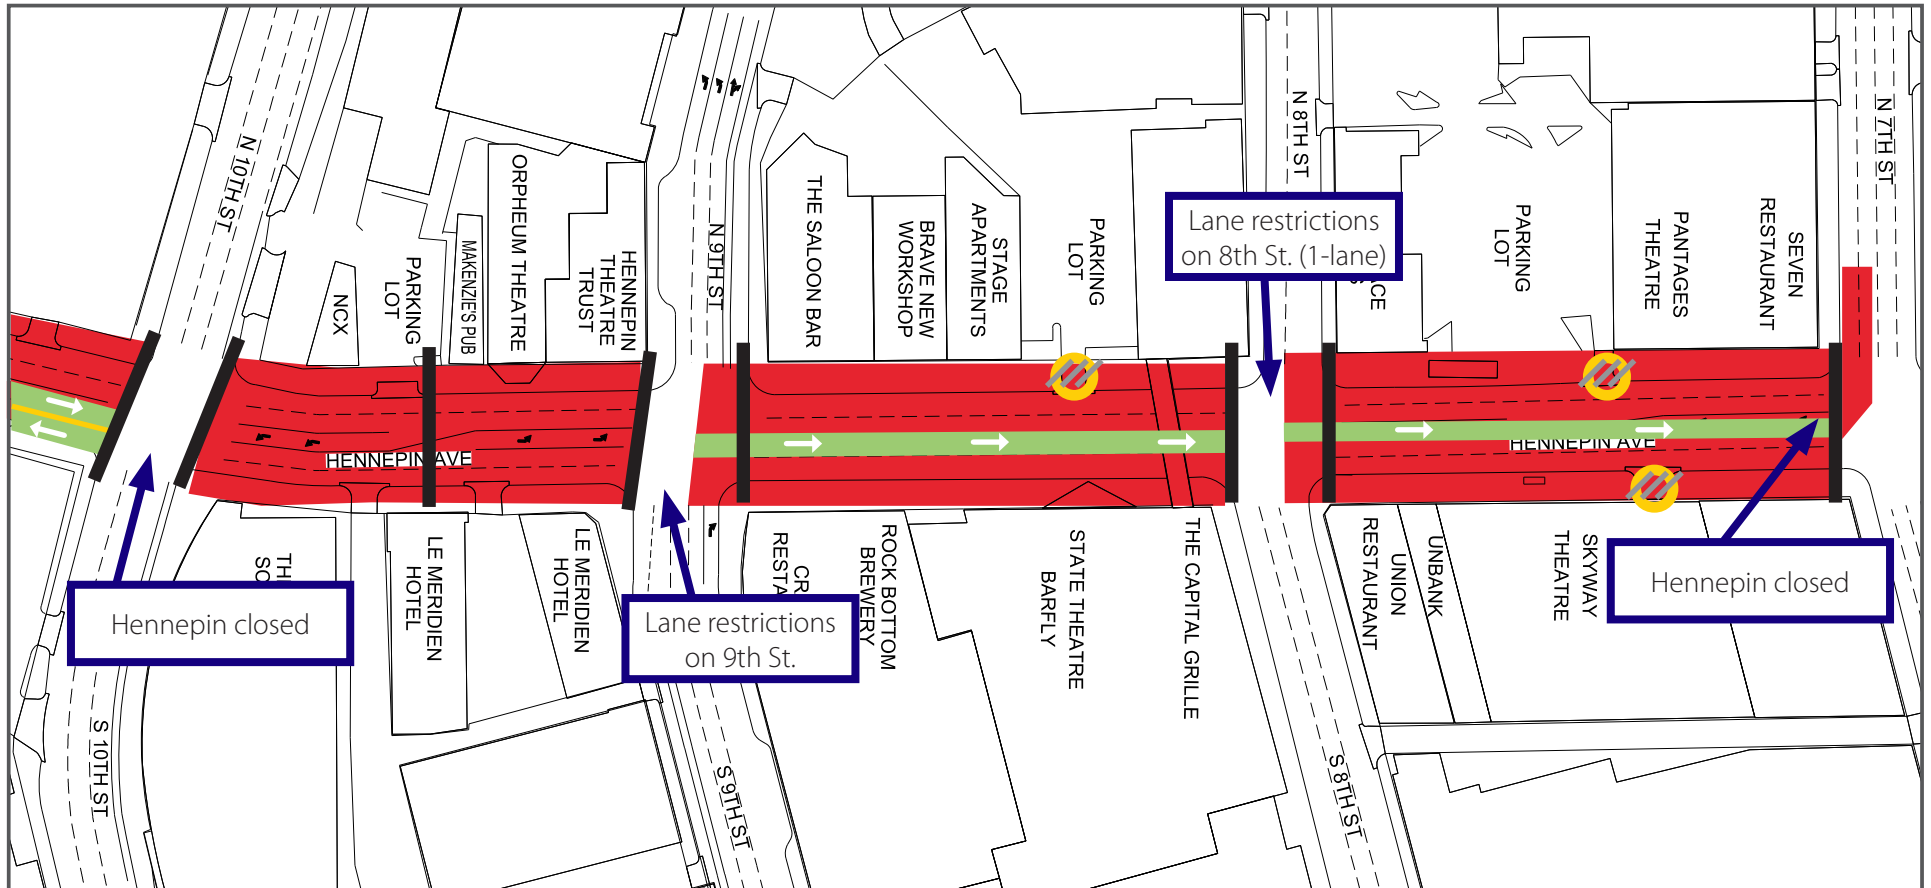 N 10TH ST
NCX
PARKING
LOT
MAKENZIE'S PUB
ORPHEUM THEATRE
HENNEPIN
THEATRE
TRUST
N 9TH ST
THE SALOON BAR
BRAVE NEW
WORKSHOP
STAGE
APARTMENTS
PARKING
LOT
N 8TH ST
Lane restrictions
on 8th St. (1-lane)
PARKING
LOT
PANTAGES
THEATRE
SEVEN
RESTAURANT
N 7TH ST
HENNEPIN AVE
HENNEPIN AVE
Hennepin closed
LE MERIDIEN
HOTEL
LE MERIDIEN
HOTEL
Lane restrictions
on 9th St.
ROCK BOTTOM
BREWERY
STATE THEATRE
BARFLY
THE CAPITAL GRILLE
UNION
RESTAURANT
UNBANK
SKYWAY
THEATRE
Hennepin closed
S 10TH ST
S 9TH ST
S 8TH ST